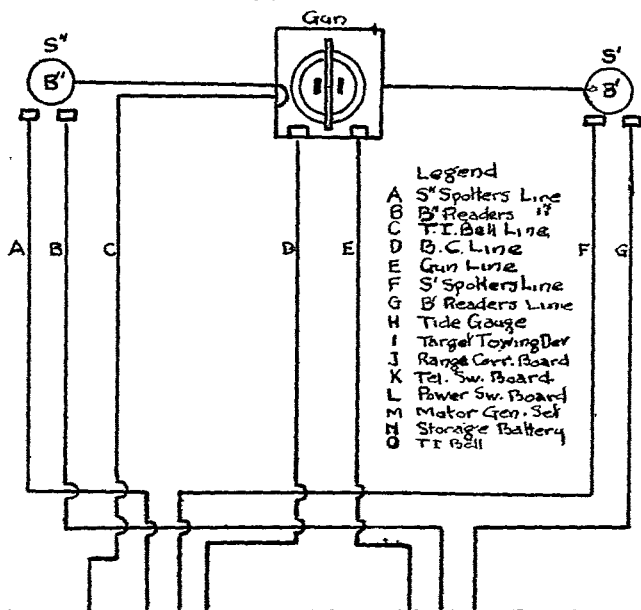 Gun
S"
B"
S'
B'
Legend
A S" Spotters Line
B B" Readers "
C T.I. Bell Line
D B.C. Line
E Gun Line
F S' Spotters Line
G B' Readers Line
H Tide Gauge
I Target Towing Dev
J Range Corr. Board
K Tel. Sw. Board
L Power Sw. Board
M Motor Gen. Set
N Storage Battery
O T I Bell
A B C D E F G